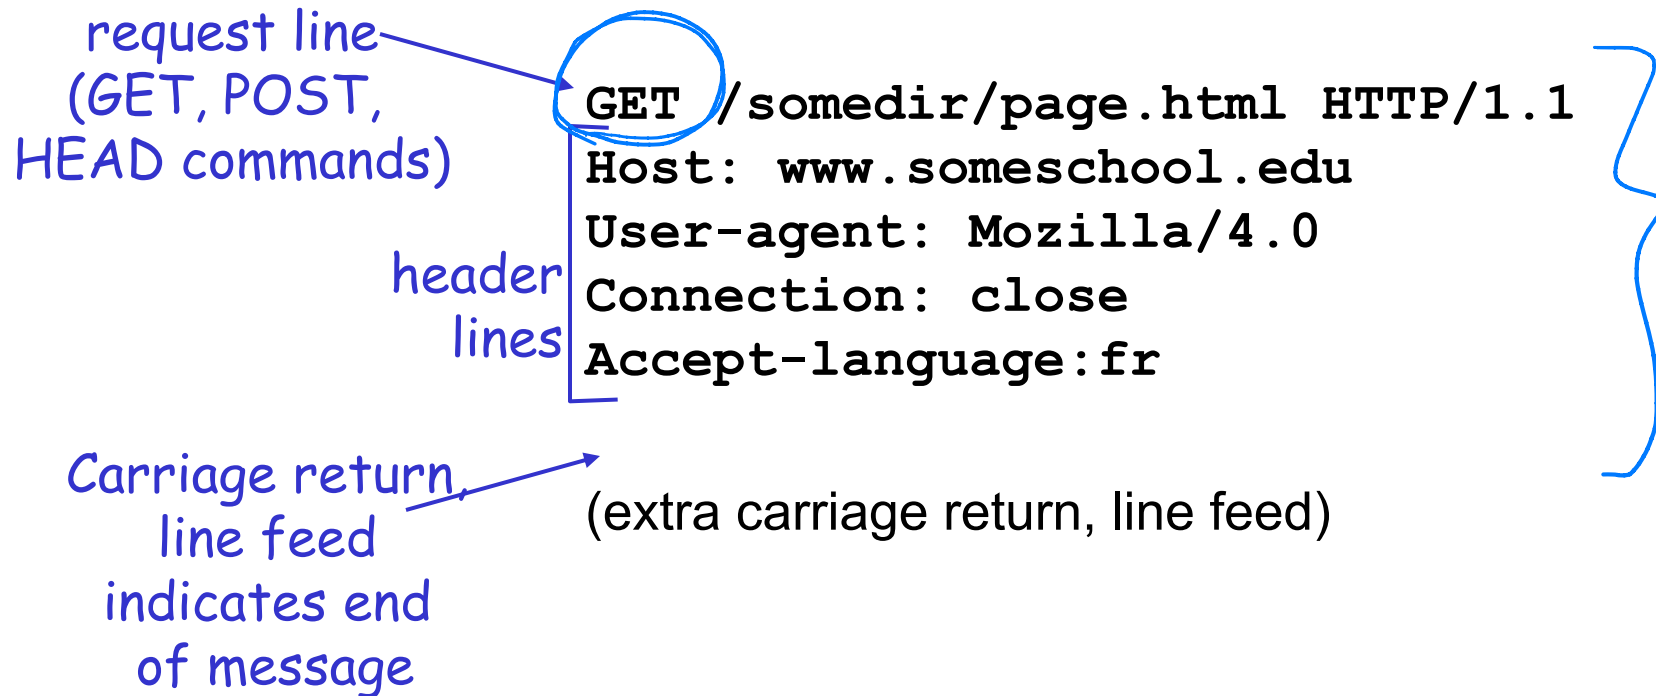 request line
(GET, POST,
HEAD commands)
GET /somedir/page.html HTTP/1.1
Host: www.someschool.edu
User-agent: Mozilla/4.0
Connection: close
Accept-language:fr
header
lines
Carriage return,
line feed
indicates end
of message
(extra carriage return, line feed)